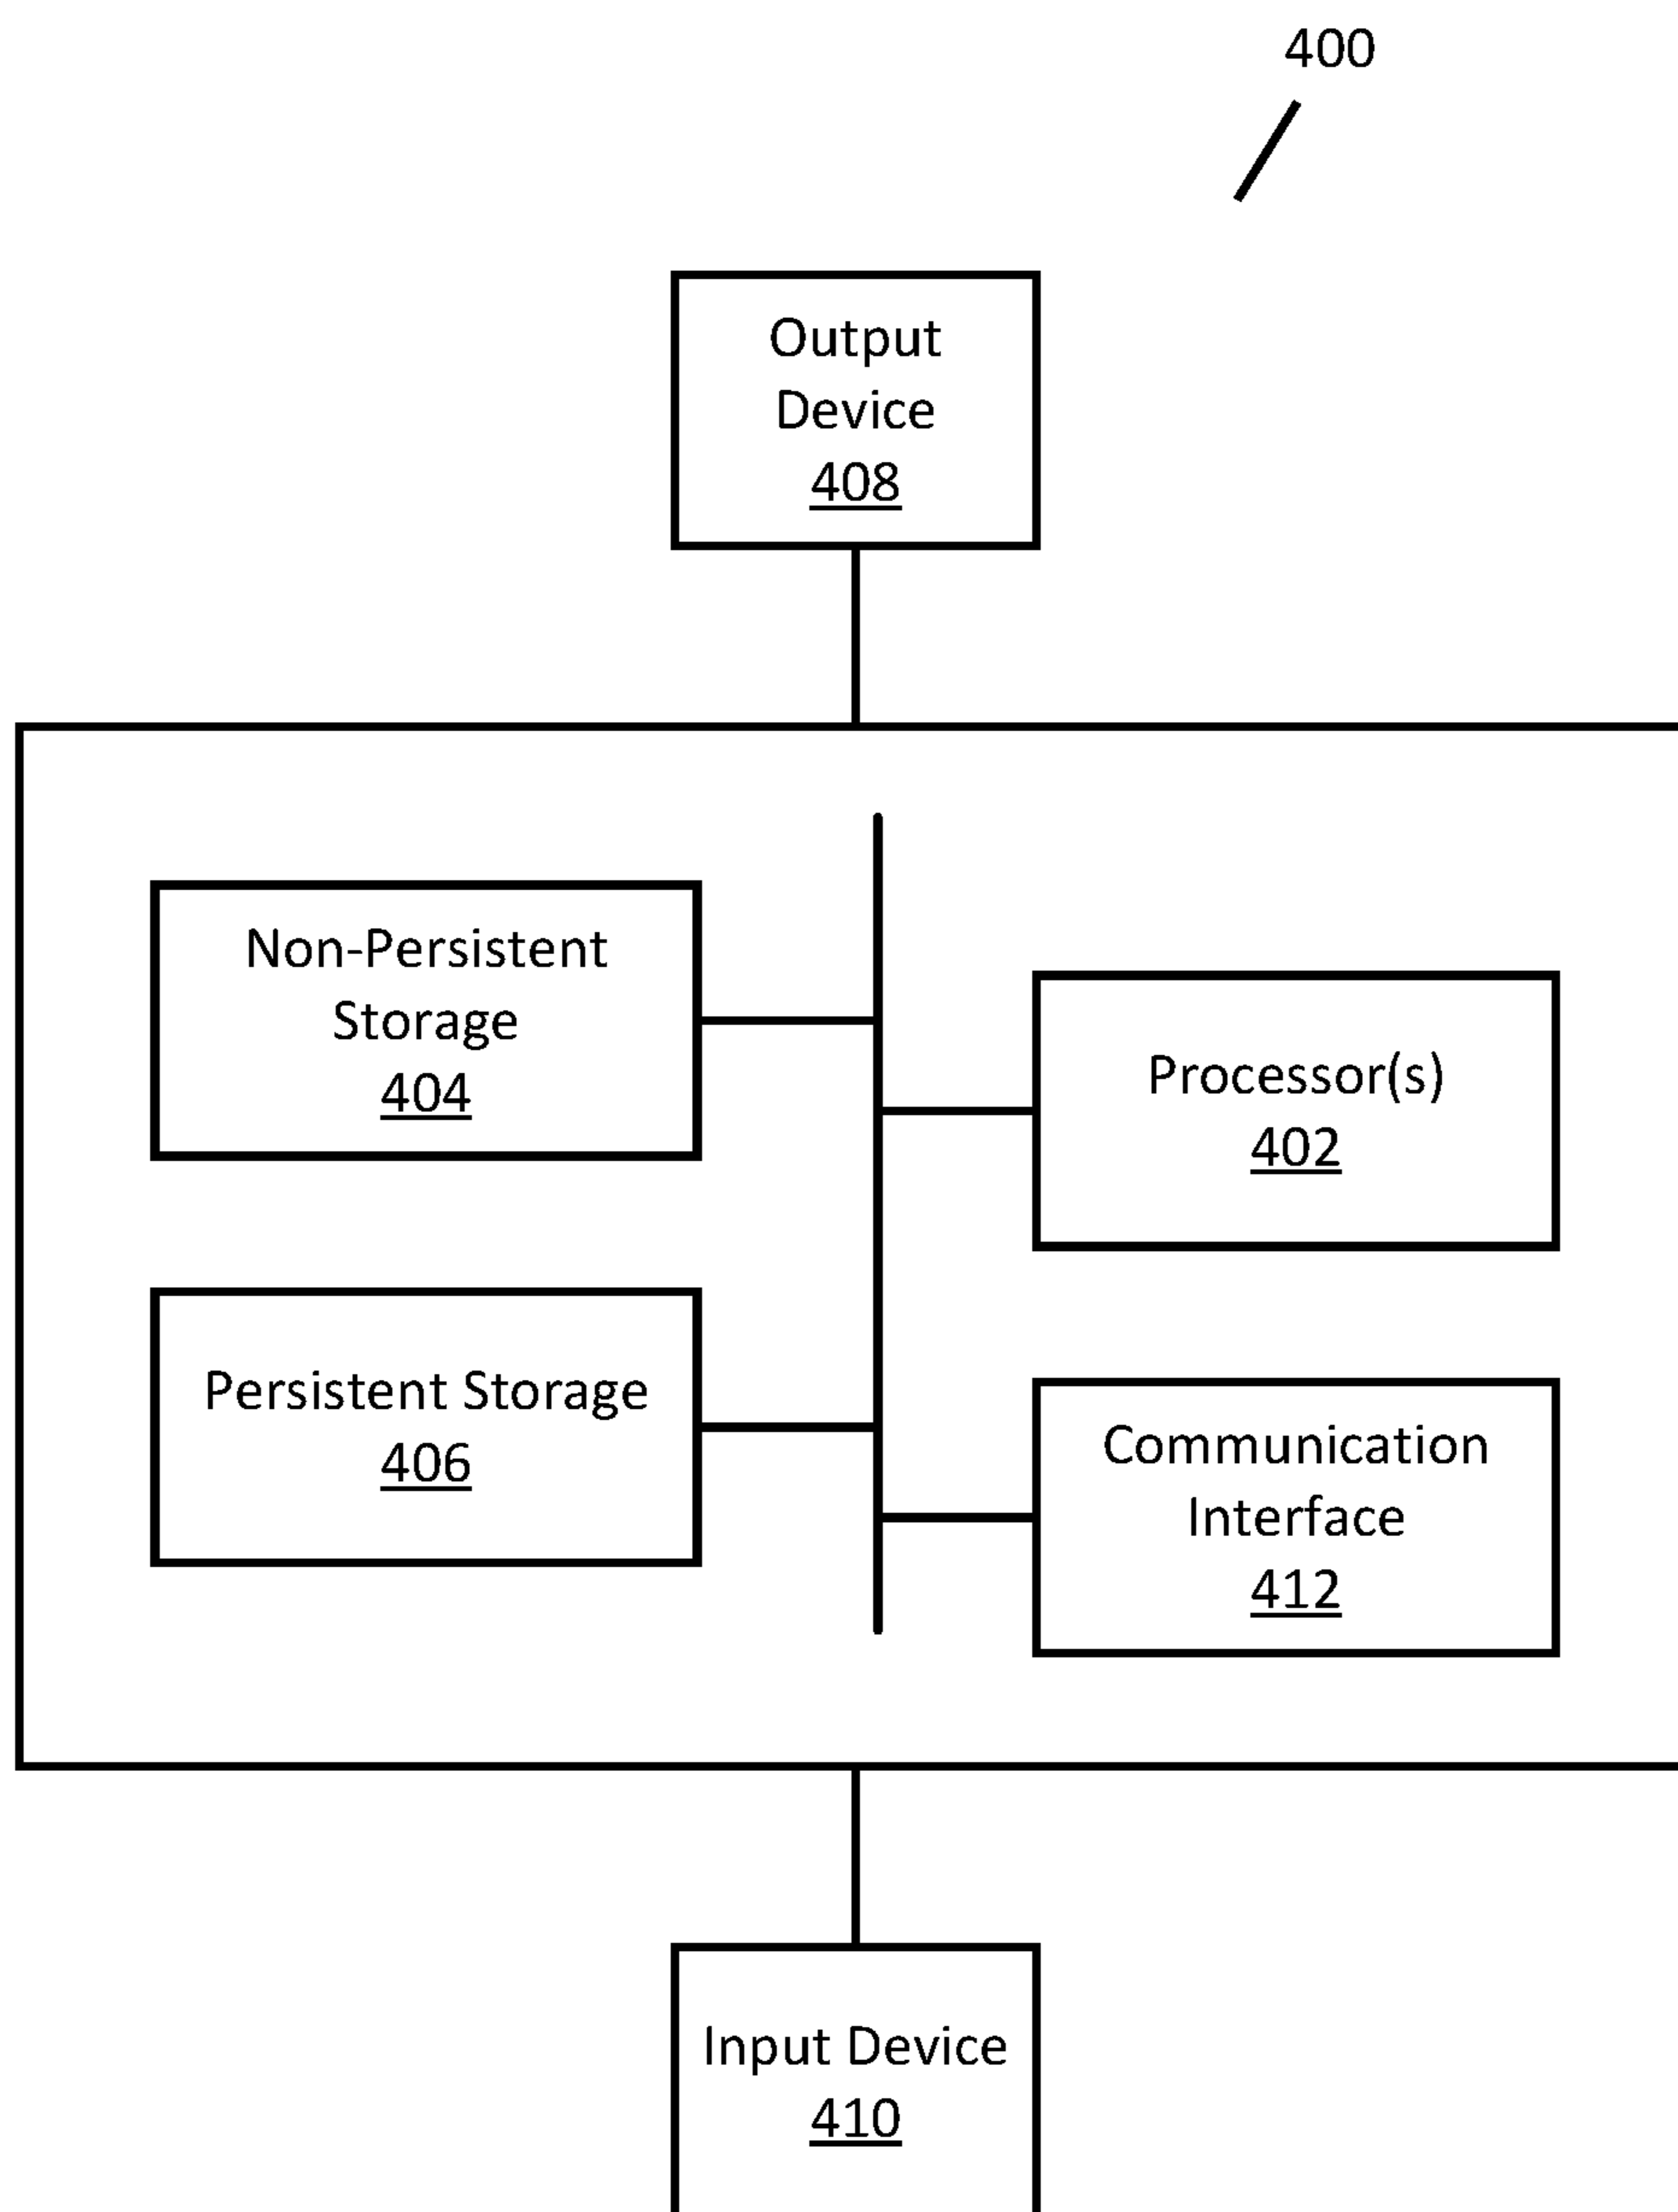 400
Output
Device
408
Non-Persistent
Storage
404
Processor(s)
402
Persistent Storage
406
Communication
Interface
412
Input Device
410